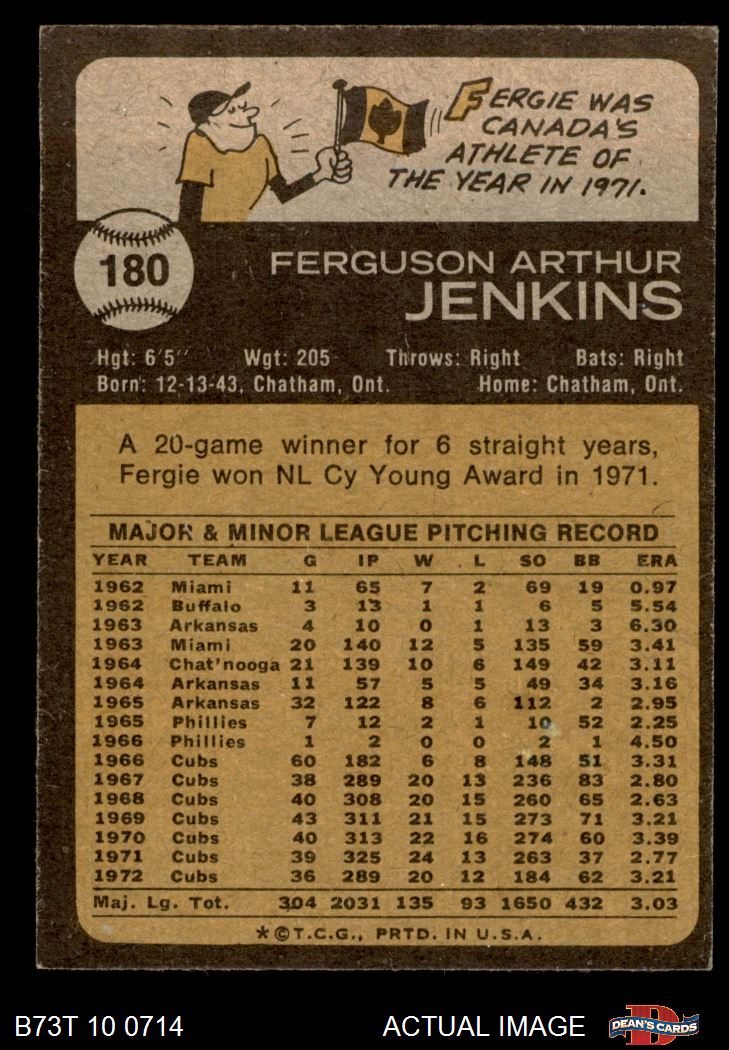 FERGIE WAS
CANADA'S
ATHLETE OF
THE YEAR IN 1971.
180
FERGUSON ARTHUR
JENKINS
Hgt: 6'5" Wgt: 205 Throws: Right Bats: Right
Born: 12-13-43, Chatham, Ont. Home: Chatham, Ont.
A 20-game winner for 6 straight years,
Fergie won NL Cy Young Award in 1971.
MAJOR & MINOR LEAGUE PITCHING RECORD
YEAR TEAM G IP W L SO BB ERA
1962 Miami 11 65 7 2 69 19 0.97
1962 Buffalo 3 13 1 1 6 5 5.54
1963 Arkansas 4 10 0 1 13 3 6.30
1963 Miami 20 140 12 5 135 59 3.41
1964 Chat'nooga 21 139 10 6 149 42 3.11
1964 Arkansas 11 57 5 5 49 34 3.16
1965 Arkansas 32 122 8 6 112 2 2.95
1965 Phillies 7 12 2 1 10 52 2.25
1966 Phillies 1 2 0 0 2 1 4.50
1966 Cubs 60 182 6 8 148 51 3.31
1967 Cubs 38 289 20 13 236 83 2.80
1968 Cubs 40 308 20 15 260 65 2.63
1969 Cubs 43 311 21 15 273 71 3.21
1970 Cubs 40 313 22 16 274 60 3.39
1971 Cubs 39 325 24 13 263 37 2.77
1972 Cubs 36 289 20 12 184 62 3.21
Maj. Lg. Tot. 304 2031 135 93 1650 432 3.03
*©T.C.G., PRTD. IN U.S.A.
B73T 10 0714 ACTUAL IMAGE DEAN'S CARDS